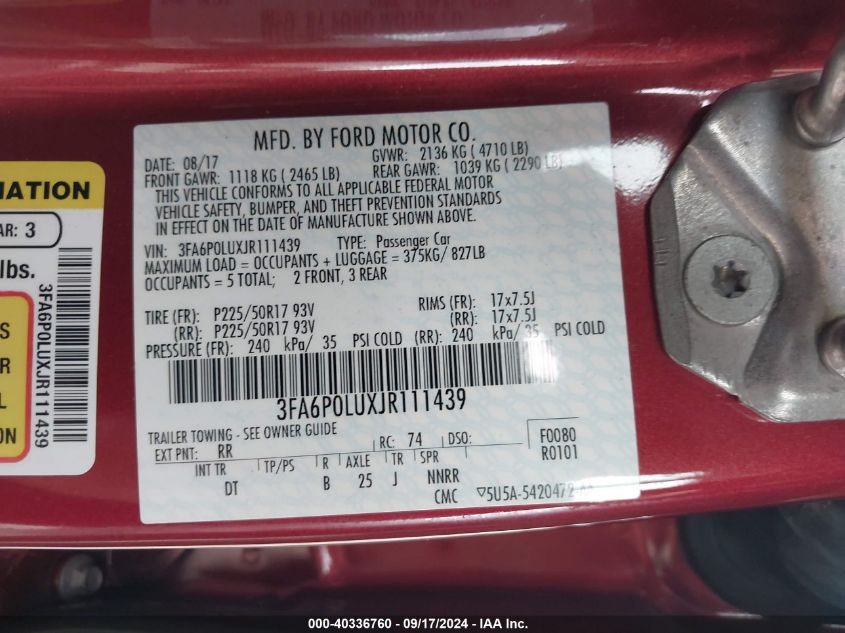 MFD. BY FORD MOTOR CO.
DATE: 08/17 GVWR: 2136 KG ( 4710 LB)
FRONT GAWR: 1118 KG ( 2465 LB) REAR GAWR: 1039 KG ( 2290 LB)
THIS VEHICLE CONFORMS TO ALL APPLICABLE FEDERAL MOTOR
VEHICLE SAFETY, BUMPER, AND THEFT PREVENTION STANDARDS
IN EFFECT ON THE DATE OF MANUFACTURE SHOWN ABOVE.
VIN: 3FA6P0LUXJR111439 TYPE: Passenger Car
MAXIMUM LOAD = OCCUPANTS + LUGGAGE = 375KG/ 827LB
OCCUPANTS = 5 TOTAL; 2 FRONT, 3 REAR
TIRE (FR): P225/50R17 93V RIMS (FR): 17x7.5J
(RR): P225/50R17 93V (RR): 17x7.5J
PRESSURE (FR): 240 kPa/ 35 PSI COLD (RR): 240 kPa/ 35 PSI COLD
3FA6P0LUXJR111439
TRAILER TOWING - SEE OWNER GUIDE
EXT PNT: RR RC: 74 DSO: F0080
R0101
INT TR TP/PS R AXLE TR SPR
DT B 25 J NNRR
CMC 5U5A-5420472-
MATION
AR: 3
lbs.
3FA6P0LUXJR111439
S
R
L
ON
000-40336760 - 09/17/2024 - IAA Inc.